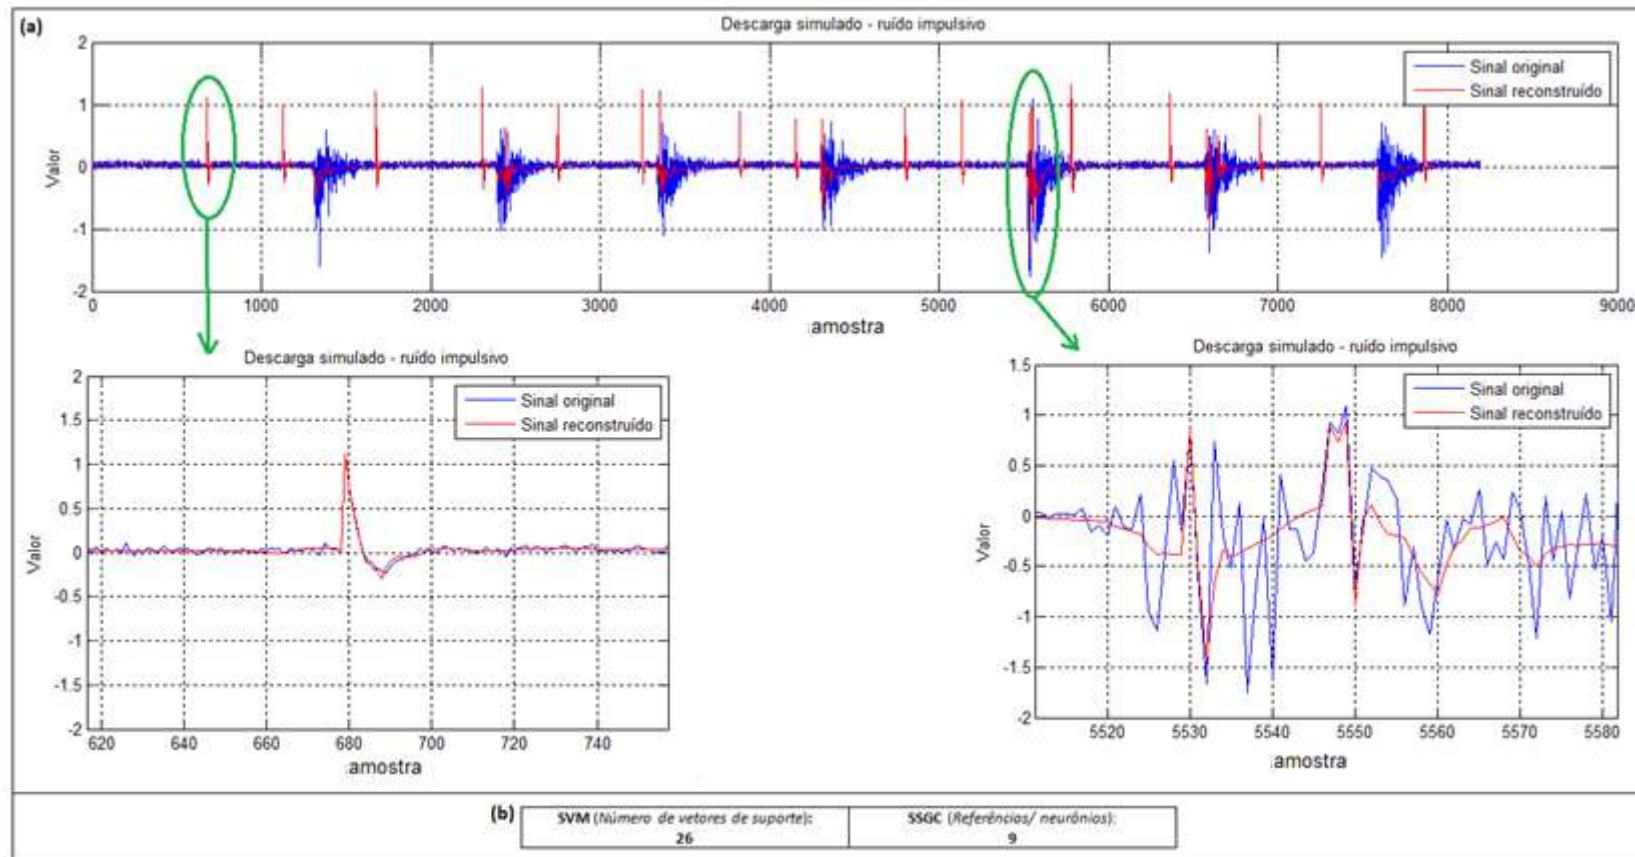 (a)
Descarga simulado - ruído impulsivo
Sinal original
Sinal reconstruído
Valor
2
1
0
-1
-2
0 1000 2000 3000 4000 5000 6000 7000 8000 9000
amostra
Descarga simulado - ruído impulsivo
Sinal original
Sinal reconstruído
Valor
2
1.5
1
0.5
0
-0.5
-1
-1.5
-2
620 640 660 680 700 720 740
amostra
Descarga simulado - ruído impulsivo
Sinal original
Sinal reconstruído
Valor
1.5
1
0.5
0
-0.5
-1
-1.5
-2
5520 5530 5540 5550 5560 5570 5580
amostra
(b)
SVM (Número de vetores de suporte):
26
SSGC (Referências/ neurônios):
9